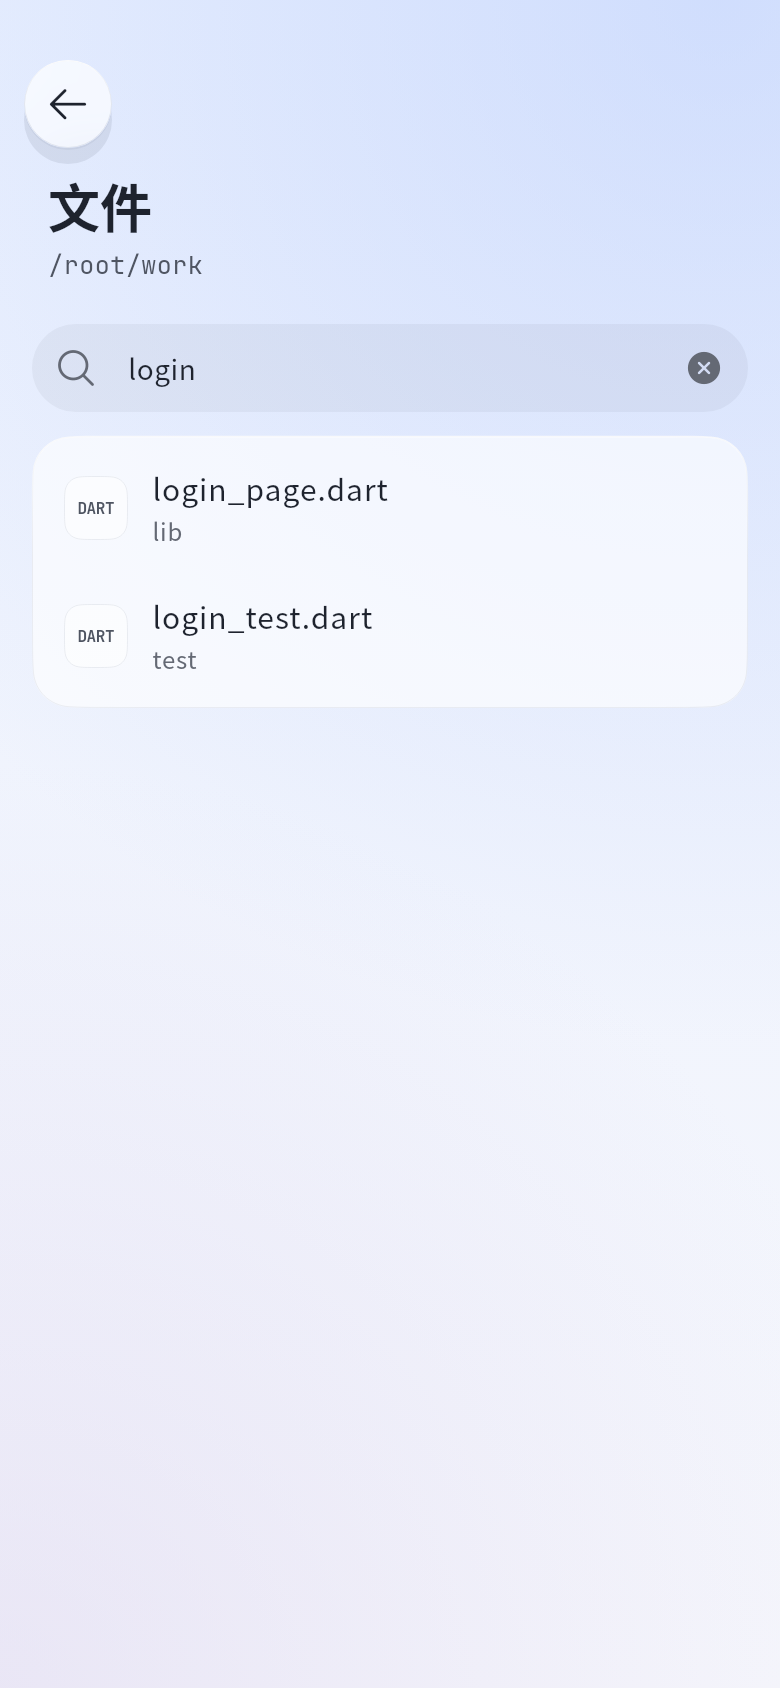 文件
/root/work
login
DART
login_page.dart
lib
DART
login_test.dart
test